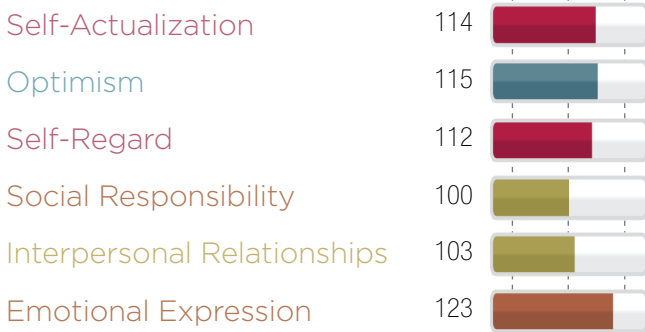 Self-Actualization 114
Optimism 115
Self-Regard 112
Social Responsibility 100
Interpersonal Relationships 103
Emotional Expression 123